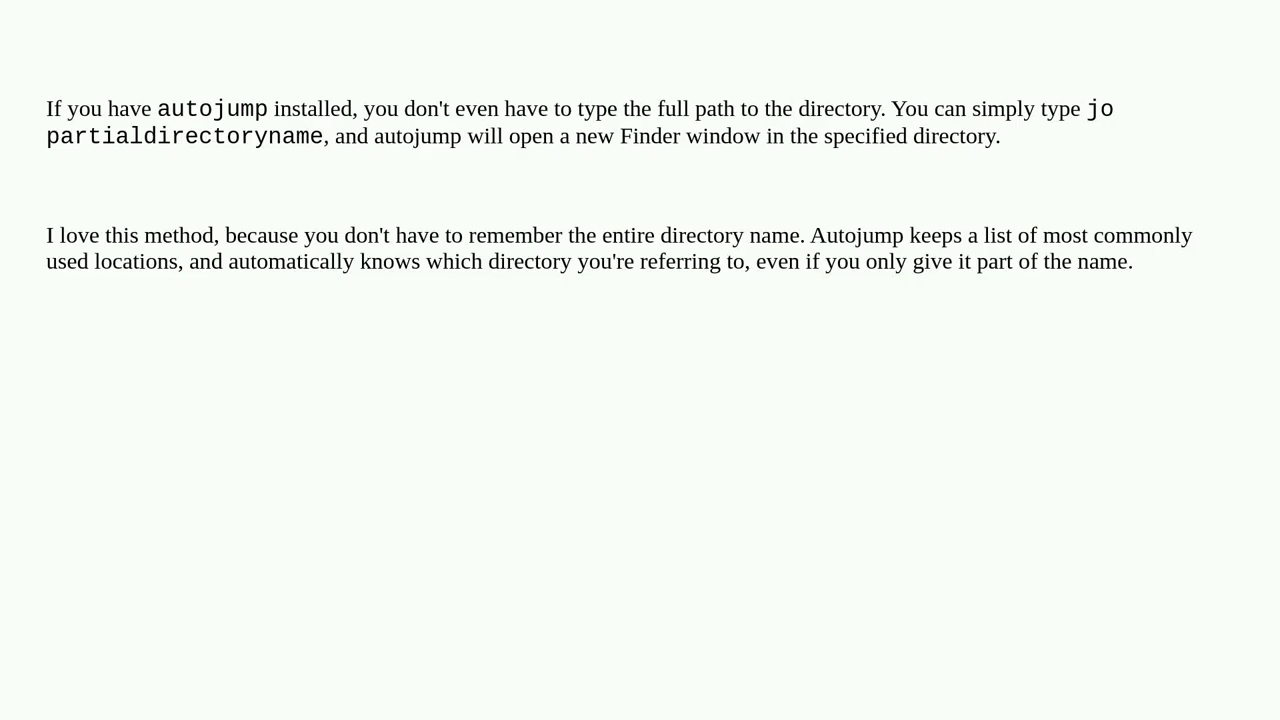 If you have autojump installed, you don't even have to type the full path to the directory. You can simply type jo
partialdirectoryname, and autojump will open a new Finder window in the specified directory.
I love this method, because you don't have to remember the entire directory name. Autojump keeps a list of most commonly
used locations, and automatically knows which directory you're referring to, even if you only give it part of the name.